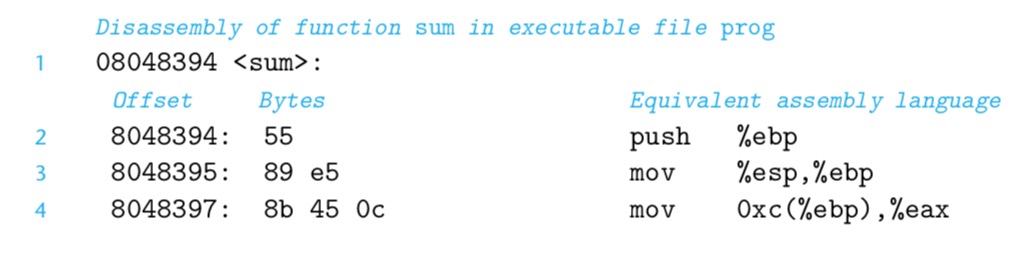 Disassembly of function sum in executable file prog
1 08048394 <sum>:
Offset Bytes Equivalent assembly language
2 8048394: 55 push %ebp
3 8048395: 89 e5 mov %esp,%ebp
4 8048397: 8b 45 0c mov 0xc(%ebp),%eax